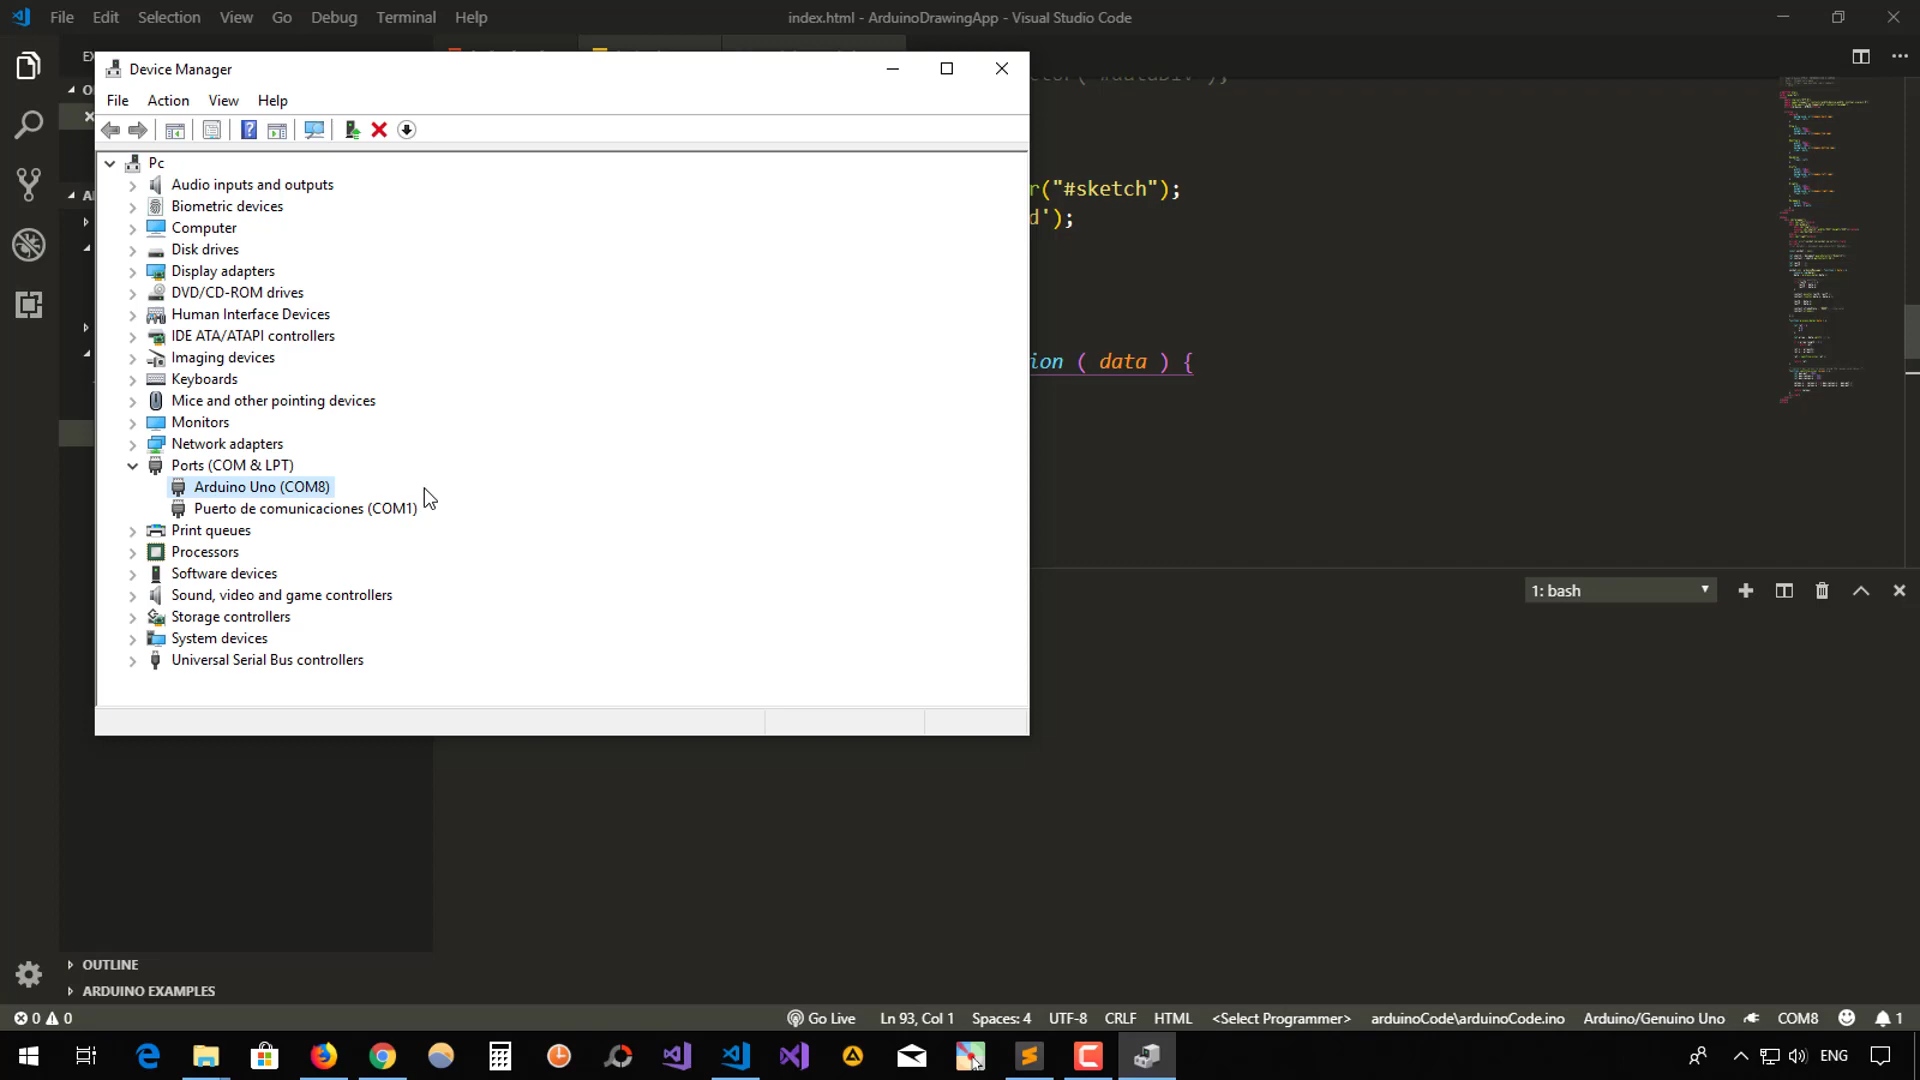 File Edit Selection View Go Debug Terminal Help
index.html - ArduinoDrawingApp - Visual Studio Code
Device Manager
File Action View Help
Pc
Audio inputs and outputs
Biometric devices
Computer
Disk drives
Display adapters
DVD/CD-ROM drives
Human Interface Devices
IDE ATA/ATAPI controllers
Imaging devices
Keyboards
Mice and other pointing devices
Monitors
Network adapters
Ports (COM & LPT)
Arduino Uno (COM8)
Puerto de comunicaciones (COM1)
Print queues
Processors
Software devices
Sound, video and game controllers
Storage controllers
System devices
Universal Serial Bus controllers
r("#sketch");
d');
ion ( data ) {
1: bash
OUTLINE
ARDUINO EXAMPLES
0 0 Go Live Ln 93, Col 1 Spaces: 4 UTF-8 CRLF HTML <Select Programmer> arduinoCode\arduinoCode.ino Arduino/Genuino Uno COM8 1
ENG